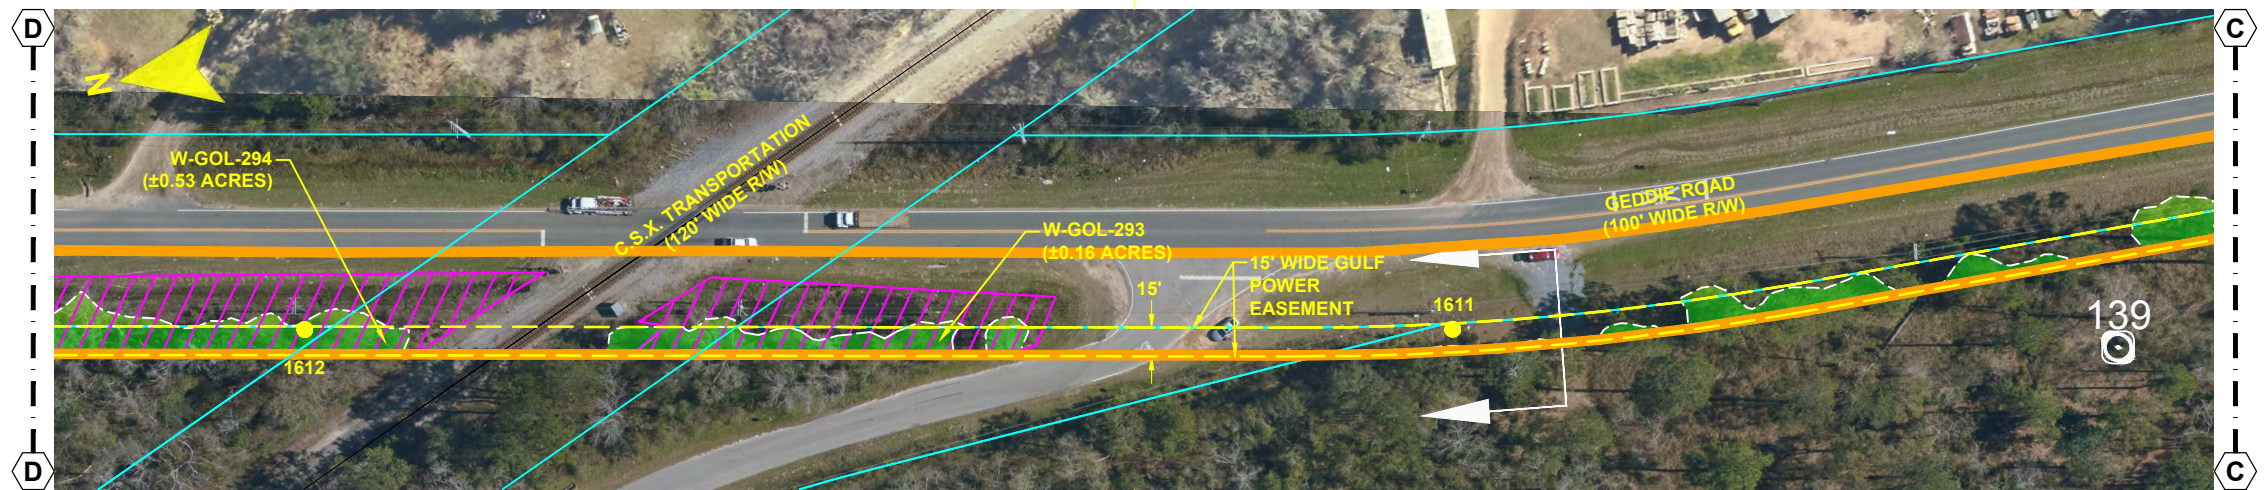 D
C
N
W-GOL-294
(±0.53 ACRES)
C.S.X. TRANSPORTATION
(120' WIDE R/W)
GEDDIE ROAD
(100' WIDE R/W)
W-GOL-293
(±0.16 ACRES)
15' WIDE GULF
POWER
EASEMENT
15'
1611
139
1612
D
C